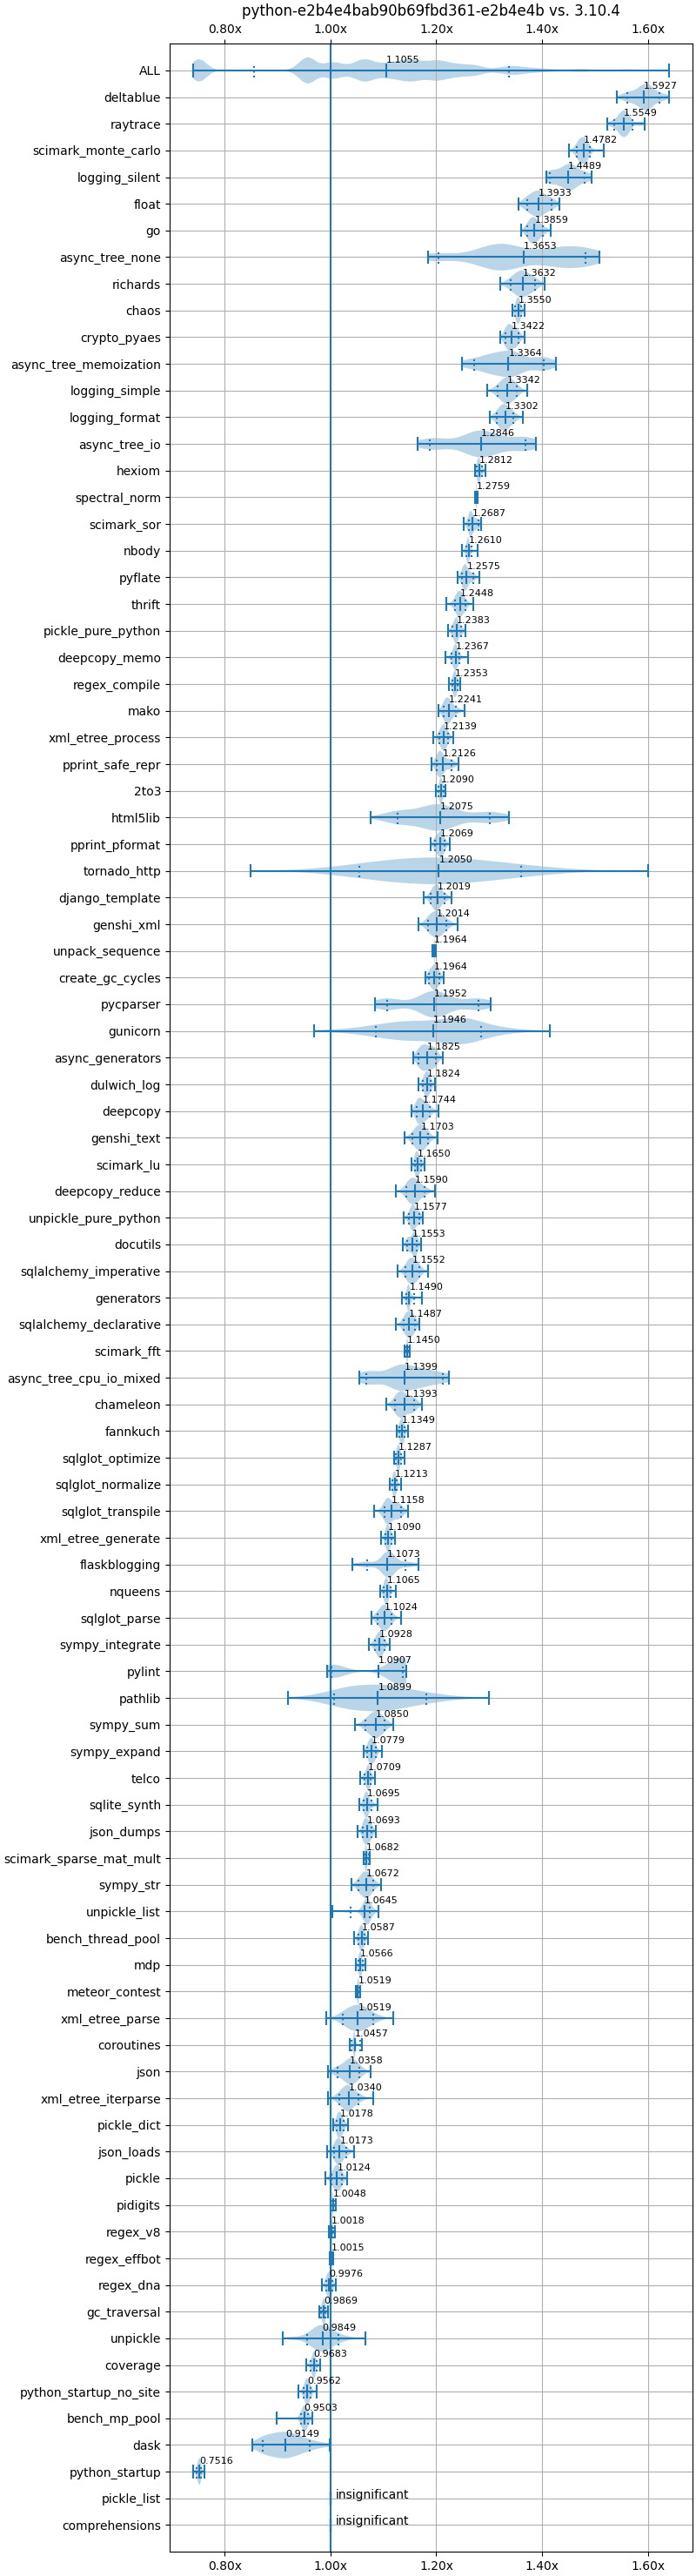 python-e2b4e4bab90b69fbd361-e2b4e4b vs. 3.10.4
0.80x 1.00x 1.20x 1.40x 1.60x
ALL 1.1055
deltablue 1.5927
raytrace 1.5549
scimark_monte_carlo 1.4782
logging_silent 1.4489
float 1.3933
go 1.3859
async_tree_none 1.3653
richards 1.3632
chaos 1.3550
crypto_pyaes 1.3422
async_tree_memoization 1.3364
logging_simple 1.3342
logging_format 1.3302
async_tree_io 1.2846
hexiom 1.2812
spectral_norm 1.2759
scimark_sor 1.2687
nbody 1.2610
pyflate 1.2575
thrift 1.2448
pickle_pure_python 1.2383
deepcopy_memo 1.2367
regex_compile 1.2353
mako 1.2241
xml_etree_process 1.2139
pprint_safe_repr 1.2126
2to3 1.2090
html5lib 1.2075
pprint_pformat 1.2069
tornado_http 1.2050
django_template 1.2019
genshi_xml 1.2014
unpack_sequence 1.1964
create_gc_cycles 1.1964
pycparser 1.1952
gunicorn 1.1946
async_generators 1.1825
dulwich_log 1.1824
deepcopy 1.1744
genshi_text 1.1703
scimark_lu 1.1650
deepcopy_reduce 1.1590
unpickle_pure_python 1.1577
docutils 1.1553
sqlalchemy_imperative 1.1552
generators 1.1490
sqlalchemy_declarative 1.1487
scimark_fft 1.1450
async_tree_cpu_io_mixed 1.1399
chameleon 1.1393
fannkuch 1.1349
sqlglot_optimize 1.1287
sqlglot_normalize 1.1213
sqlglot_transpile 1.1158
xml_etree_generate 1.1090
flaskblogging 1.1073
nqueens 1.1065
sqlglot_parse 1.1024
sympy_integrate 1.0928
pylint 1.0907
pathlib 1.0899
sympy_sum 1.0850
sympy_expand 1.0779
telco 1.0709
sqlite_synth 1.0695
json_dumps 1.0693
scimark_sparse_mat_mult 1.0682
sympy_str 1.0672
unpickle_list 1.0645
bench_thread_pool 1.0587
mdp 1.0566
meteor_contest 1.0519
xml_etree_parse 1.0519
coroutines 1.0457
json 1.0358
xml_etree_iterparse 1.0340
pickle_dict 1.0178
json_loads 1.0173
pickle 1.0124
pidigits 1.0048
regex_v8 1.0018
regex_effbot 1.0015
regex_dna 0.9976
gc_traversal 0.9869
unpickle 0.9849
coverage 0.9683
python_startup_no_site 0.9562
bench_mp_pool 0.9503
dask 0.9149
python_startup 0.7516
pickle_list insignificant
comprehensions insignificant
0.80x 1.00x 1.20x 1.40x 1.60x